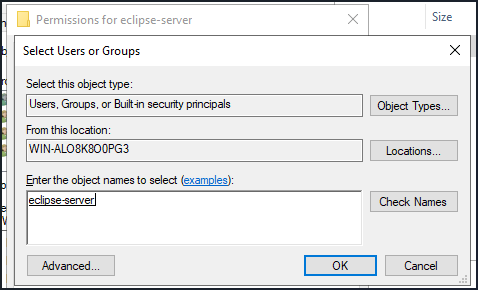 Permissions for eclipse-server
Size
Select Users or Groups
Select this object type:
Users, Groups, or Built-in security principals
Object Types...
From this location:
WIN-ALO8K8O0PG3
Locations...
Enter the object names to select (examples):
eclipse-server
Check Names
Advanced...
OK
Cancel